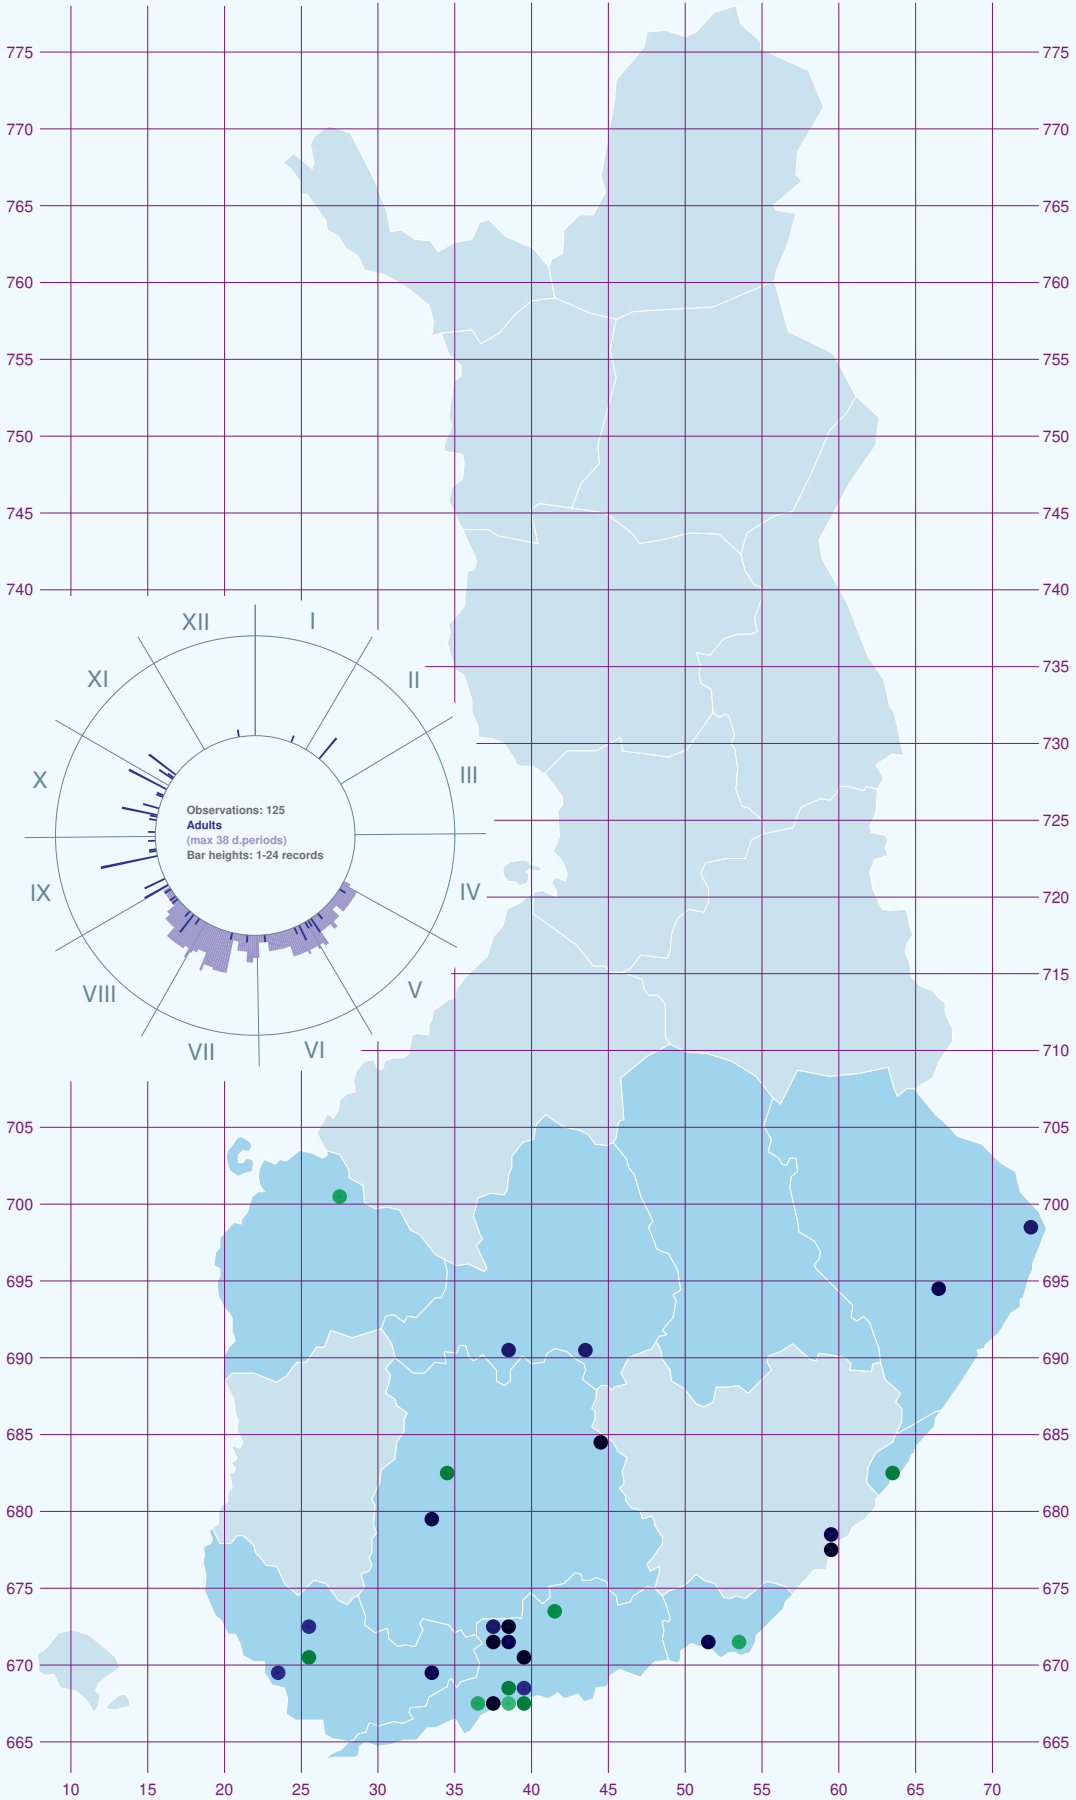 775 775
770 770
765 765
760 760
755 755
750 750
745 745
740 740
XII I
735
XI II
730
X III
Observations: 125
Adults
725
(max 38 d.periods)
Bar heights: 1-24 records
IX IV
720
VIII V
715
VII VI
710
705 705
700 700
695 695
690 690
685 685
680 680
675 675
670 670
665 665
10 15 20 25 30 35 40 45 50 55 60 65 70